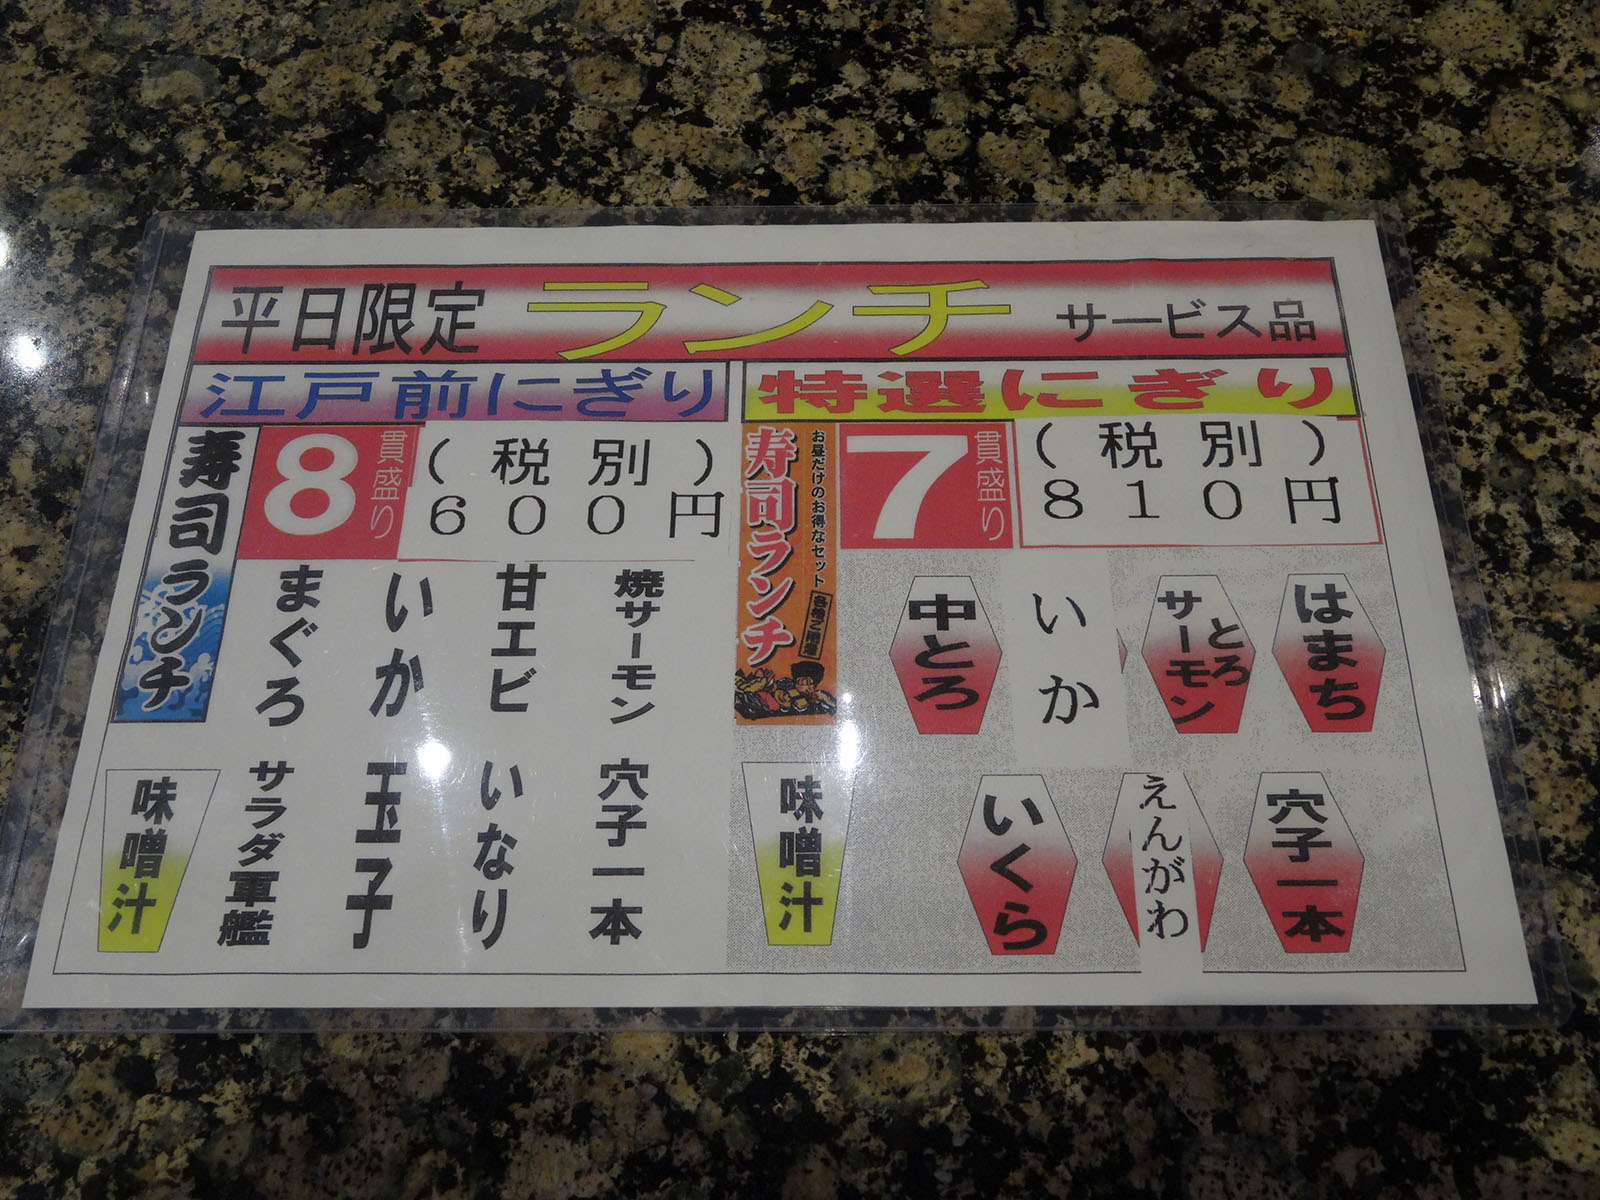 平日限定 ランチ サービス品
江戸前にぎり
寿司ランチ
8貫盛り
(税別)
600円
まぐろ
いか
甘エビ
焼サーモン
味噌汁
サラダ軍艦
玉子
いなり
穴子一本
特選にぎり
お昼だけのお得なセット
寿司ランチ
7貫盛り
(税別)
810円
中とろ
いか
とろサーモン
はまち
味噌汁
いくら
えんがわ
穴子一本